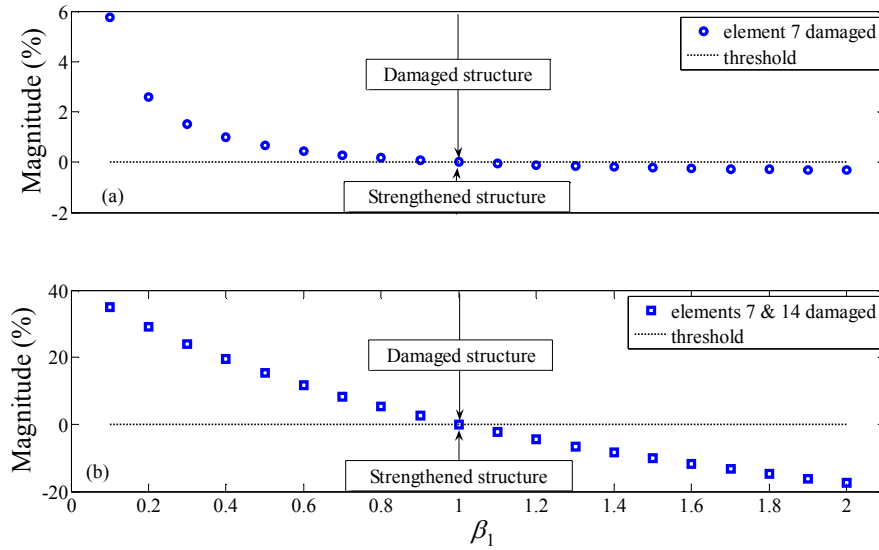 6
4
2
0
-2
Magnitude (%)
element 7 damaged
threshold
Damaged structure
Strengthened structure
(a)
40
20
0
-20
Magnitude (%)
elements 7 & 14 damaged
threshold
Damaged structure
Strengthened structure
(b)
0 0.2 0.4 0.6 0.8 1 1.2 1.4 1.6 1.8 2
β1